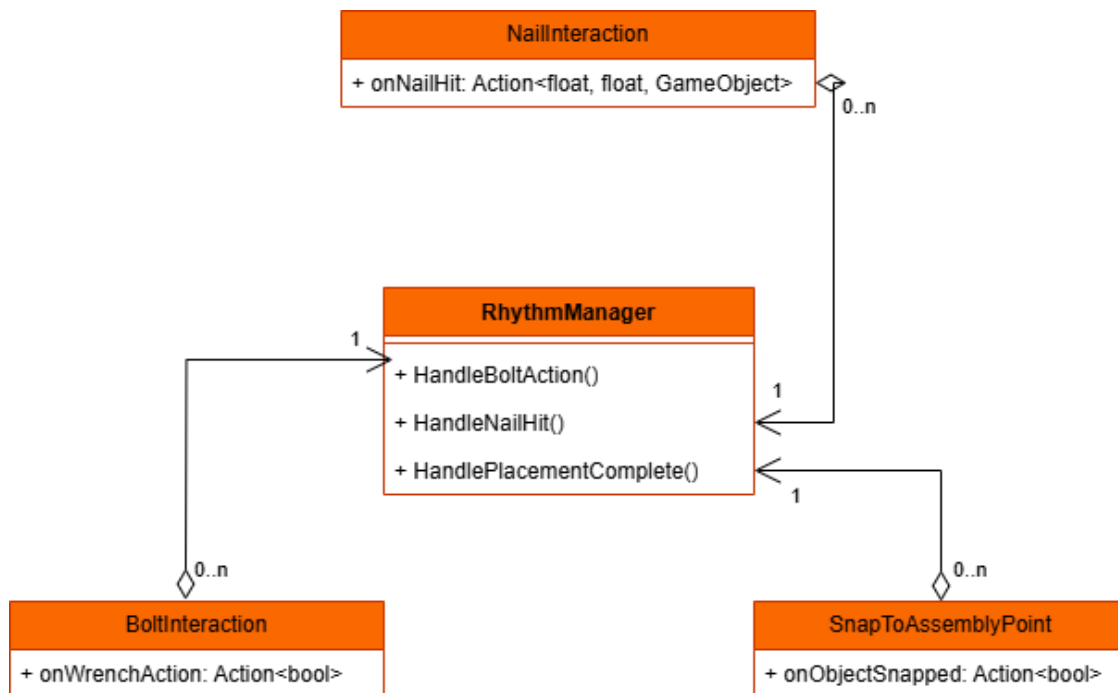 NailInteraction
+ onNailHit: Action<float, float, GameObject>
0..n
RhythmManager
1
+ HandleBoltAction()
1
+ HandleNailHit()
+ HandlePlacementComplete()
1
0..n
0..n
BoltInteraction
SnapToAssemblyPoint
+ onWrenchAction: Action<bool>
+ onObjectSnapped: Action<bool>